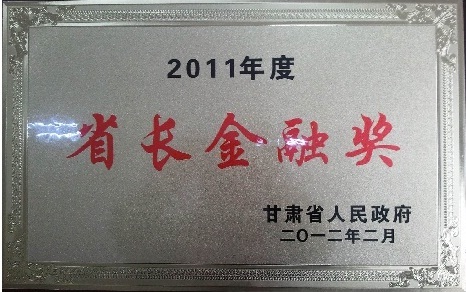 2011年度
省长金融奖
甘肃省人民政府
二〇一二年二月